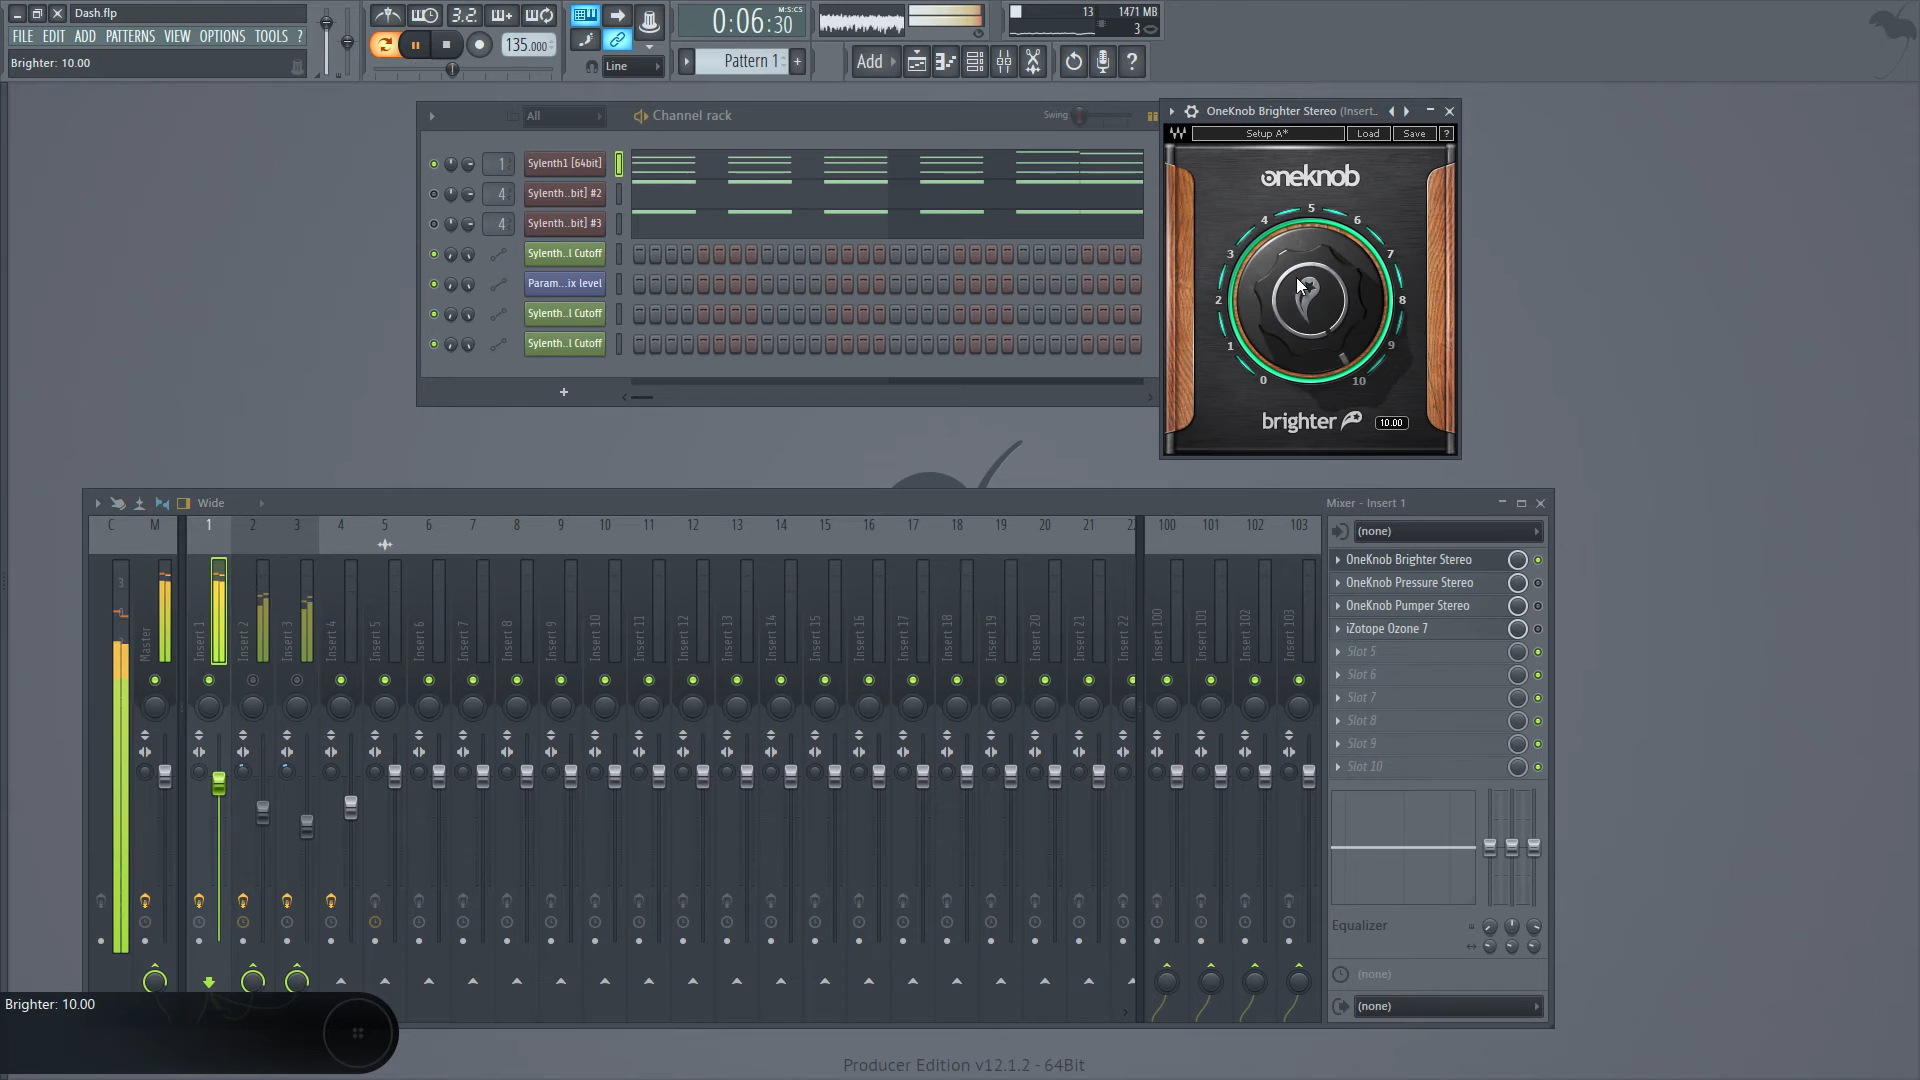 Dash.flp
FILE EDIT ADD PATTERNS VIEW OPTIONS TOOLS ?
Brighter: 10.00
3.2.
135.000
Line
0:06:30
M:S:CS
Pattern 1
+
Add
13
1471 MB
3
?
All
Channel rack
Swing
1
Sylenth1 [64bit]
4
Sylenth..bit] #2
4
Sylenth..bit] #3
Sylenth..l Cutoff
Param...ix level
Sylenth..l Cutoff
Sylenth..l Cutoff
+
OneKnob Brighter Stereo (Insert..
Setup A*
Load
Save
?
oneknob
0
1
2
3
4
5
6
7
8
9
10
brighter
10.00
Wide
Mixer - Insert 1
C M 1 2 3 4 5 6 7 8 9 10 11 12 13 14 15 16 17 18 19 20 21 100 101 102 103
3
Master
Insert 1
Insert 2
Insert 3
Insert 4
Insert 5
Insert 6
Insert 7
Insert 8
Insert 9
Insert 10
Insert 11
Insert 12
Insert 13
Insert 14
Insert 15
Insert 16
Insert 17
Insert 18
Insert 19
Insert 20
Insert 21
Insert 22
Insert 100
Insert 101
Insert 102
Insert 103
(none)
OneKnob Brighter Stereo
OneKnob Pressure Stereo
OneKnob Pumper Stereo
iZotope Ozone 7
Slot 5
Slot 6
Slot 7
Slot 8
Slot 9
Slot 10
Equalizer
(none)
(none)
Brighter: 10.00
Producer Edition v12.1.2 - 64Bit